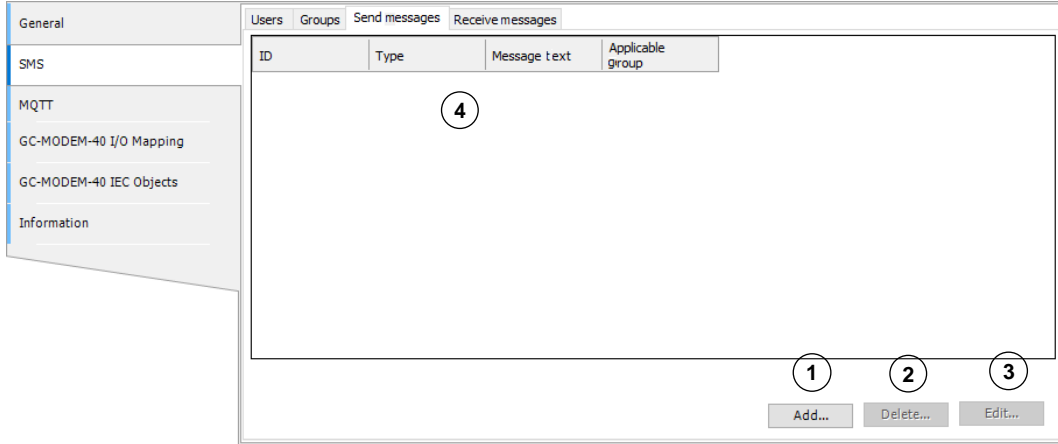 General
SMS
MQTT
GC-MODEM-40 I/O Mapping
GC-MODEM-40 IEC Objects
Information
Users Groups Send messages Receive messages
ID Type Message text Applicable
group
4
1 2 3
Add... Delete... Edit...